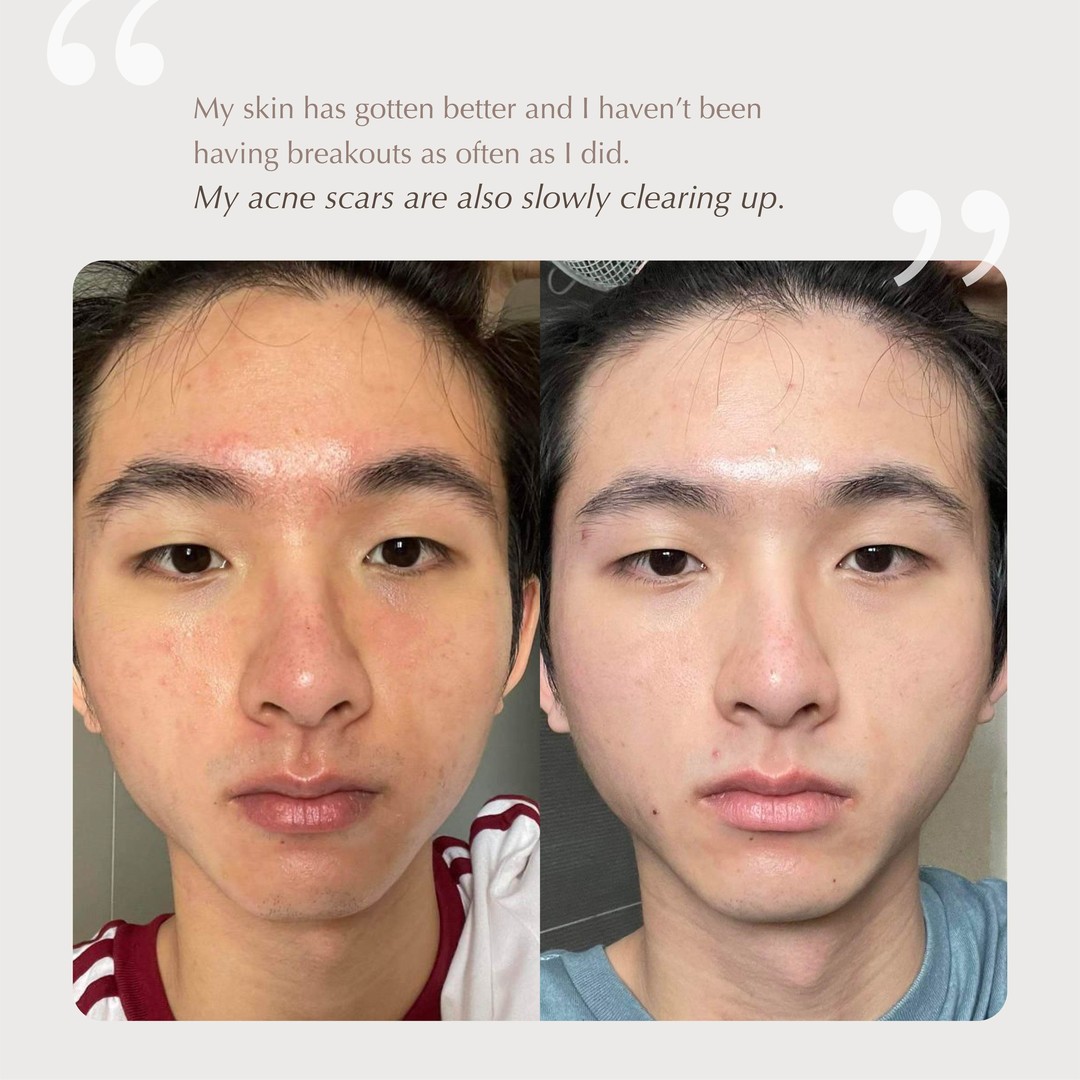 My skin has gotten better and I haven’t been
having breakouts as often as I did.
My acne scars are also slowly clearing up.